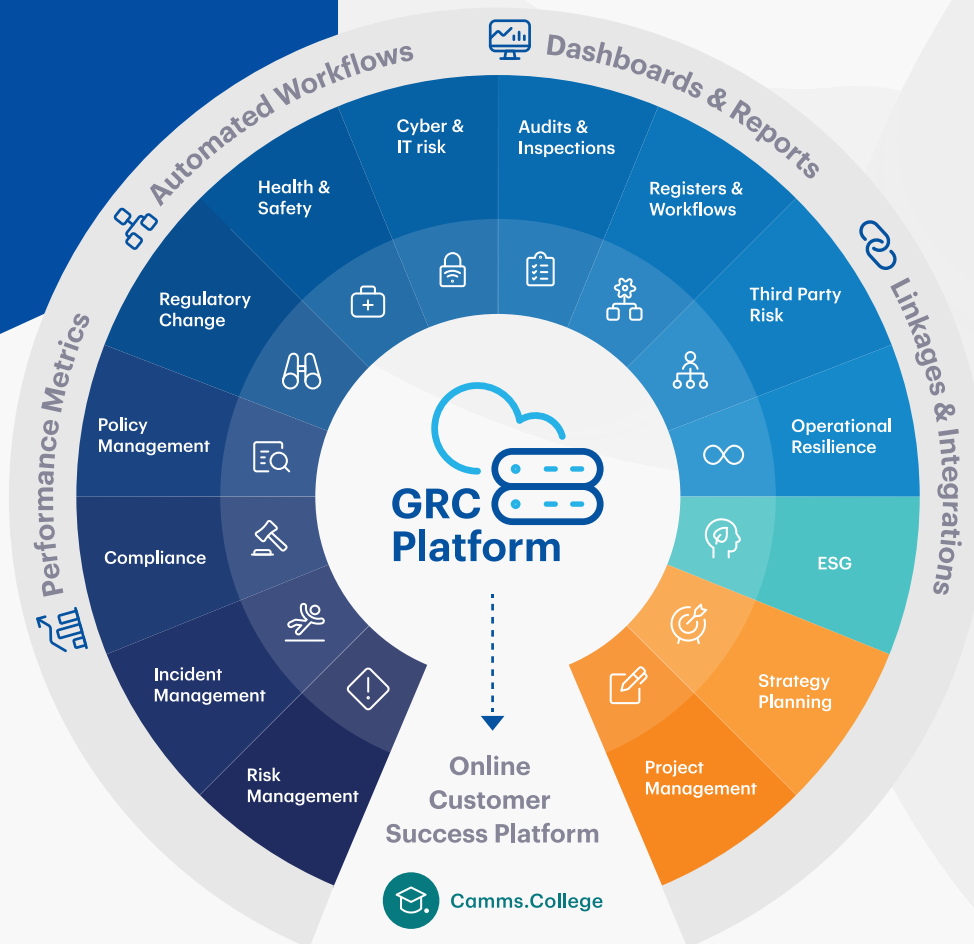 Performance Metrics
Automated Workflows
Dashboards & Reports
Linkages & Integrations
Risk
Management
Incident
Management
Compliance
Policy
Management
Regulatory
Change
Health &
Safety
Cyber &
IT risk
Audits &
Inspections
Registers &
Workflows
Third Party
Risk
Operational
Resilience
ESG
Strategy
Planning
Project
Management
GRC
Platform
Online
Customer
Success Platform
Camms.College